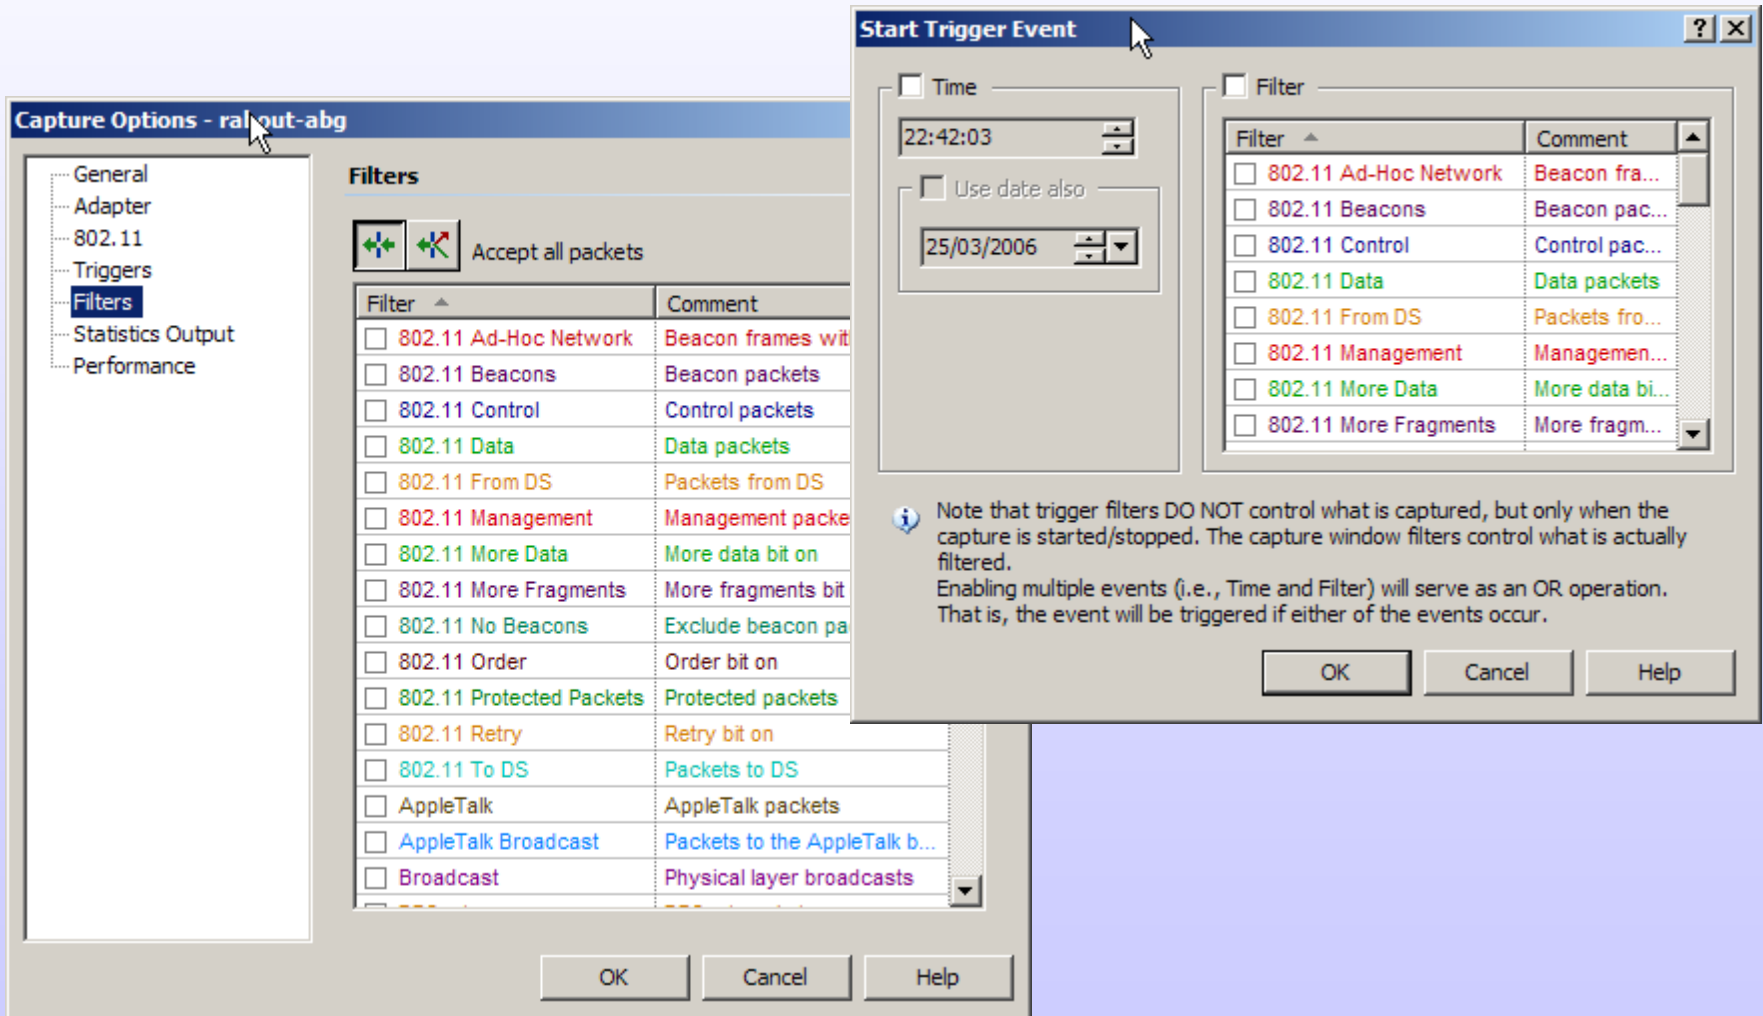 Start Trigger Event
Time
22:42:03
Use date also
25/03/2006
Filter
Filter Comment
802.11 Ad-Hoc Network Beacon fra...
802.11 Beacons Beacon pac...
802.11 Control Control pac...
802.11 Data Data packets
802.11 From DS Packets fro...
802.11 Management Managemen...
802.11 More Data More data bi...
802.11 More Fragments More fragm...
Note that trigger filters DO NOT control what is captured, but only when the
capture is started/stopped. The capture window filters control what is actually
filtered.
Enabling multiple events (i.e., Time and Filter) will serve as an OR operation.
That is, the event will be triggered if either of the events occur.
OK Cancel Help
Capture Options - out-abg
General
Adapter
802.11
Triggers
Filters
Statistics Output
Performance
Filters
Accept all packets
Filter Comment
802.11 Ad-Hoc Network Beacon frames wit
802.11 Beacons Beacon packets
802.11 Control Control packets
802.11 Data Data packets
802.11 From DS Packets from DS
802.11 Management Management packe
802.11 More Data More data bit on
802.11 More Fragments More fragments bit
802.11 No Beacons Exclude beacon pa
802.11 Order Order bit on
802.11 Protected Packets Protected packets
802.11 Retry Retry bit on
802.11 To DS Packets to DS
AppleTalk AppleTalk packets
AppleTalk Broadcast Packets to the AppleTalk b...
Broadcast Physical layer broadcasts
OK Cancel Help